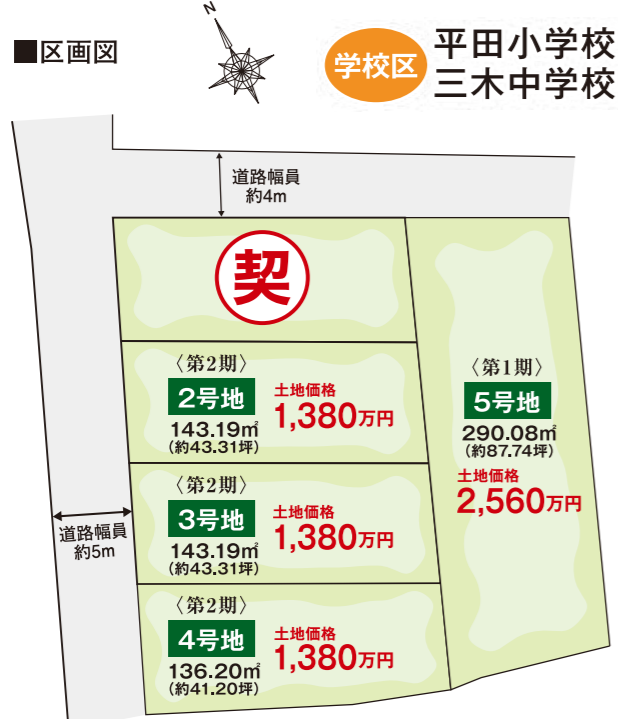 ■区画図
N
学校区
平田小学校
三木中学校
道路幅員
約4m
契
〈第2期〉
2号地
143.19㎡
(約43.31坪)
土地価格
1,380万円
〈第2期〉
3号地
143.19㎡
(約43.31坪)
土地価格
1,380万円
〈第2期〉
4号地
136.20㎡
(約41.20坪)
土地価格
1,380万円
〈第1期〉
5号地
290.08㎡
(約87.74坪)
土地価格
2,560万円
道路幅員
約5m